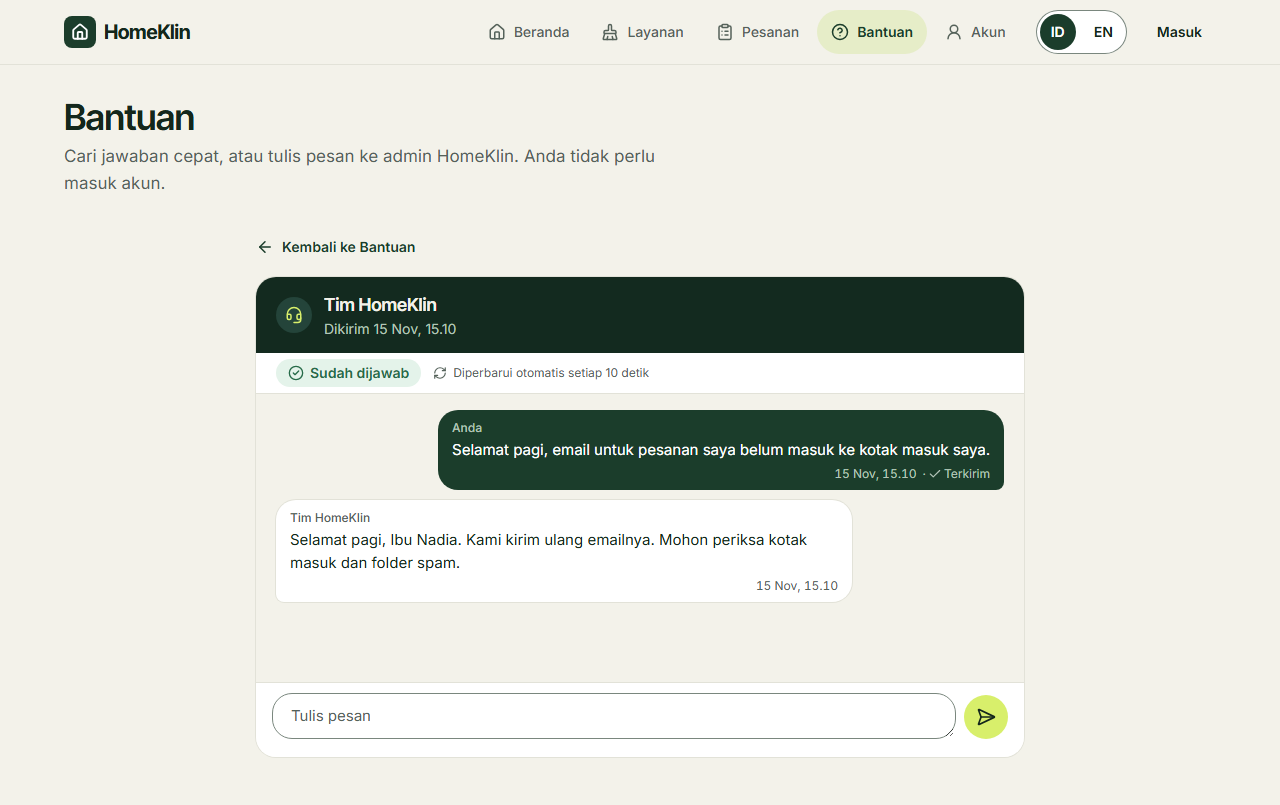 HomeKlin
Beranda
Layanan
Pesanan
Bantuan
Akun
ID
EN
Masuk
Bantuan
Cari jawaban cepat, atau tulis pesan ke admin HomeKlin. Anda tidak perlu
masuk akun.
Kembali ke Bantuan
Tim HomeKlin
Dikirim 15 Nov, 15.10
Sudah dijawab
Diperbarui otomatis setiap 10 detik
Anda
Selamat pagi, email untuk pesanan saya belum masuk ke kotak masuk saya.
15 Nov, 15.10 · ✓ Terkirim
Tim HomeKlin
Selamat pagi, Ibu Nadia. Kami kirim ulang emailnya. Mohon periksa kotak
masuk dan folder spam.
15 Nov, 15.10
Tulis pesan